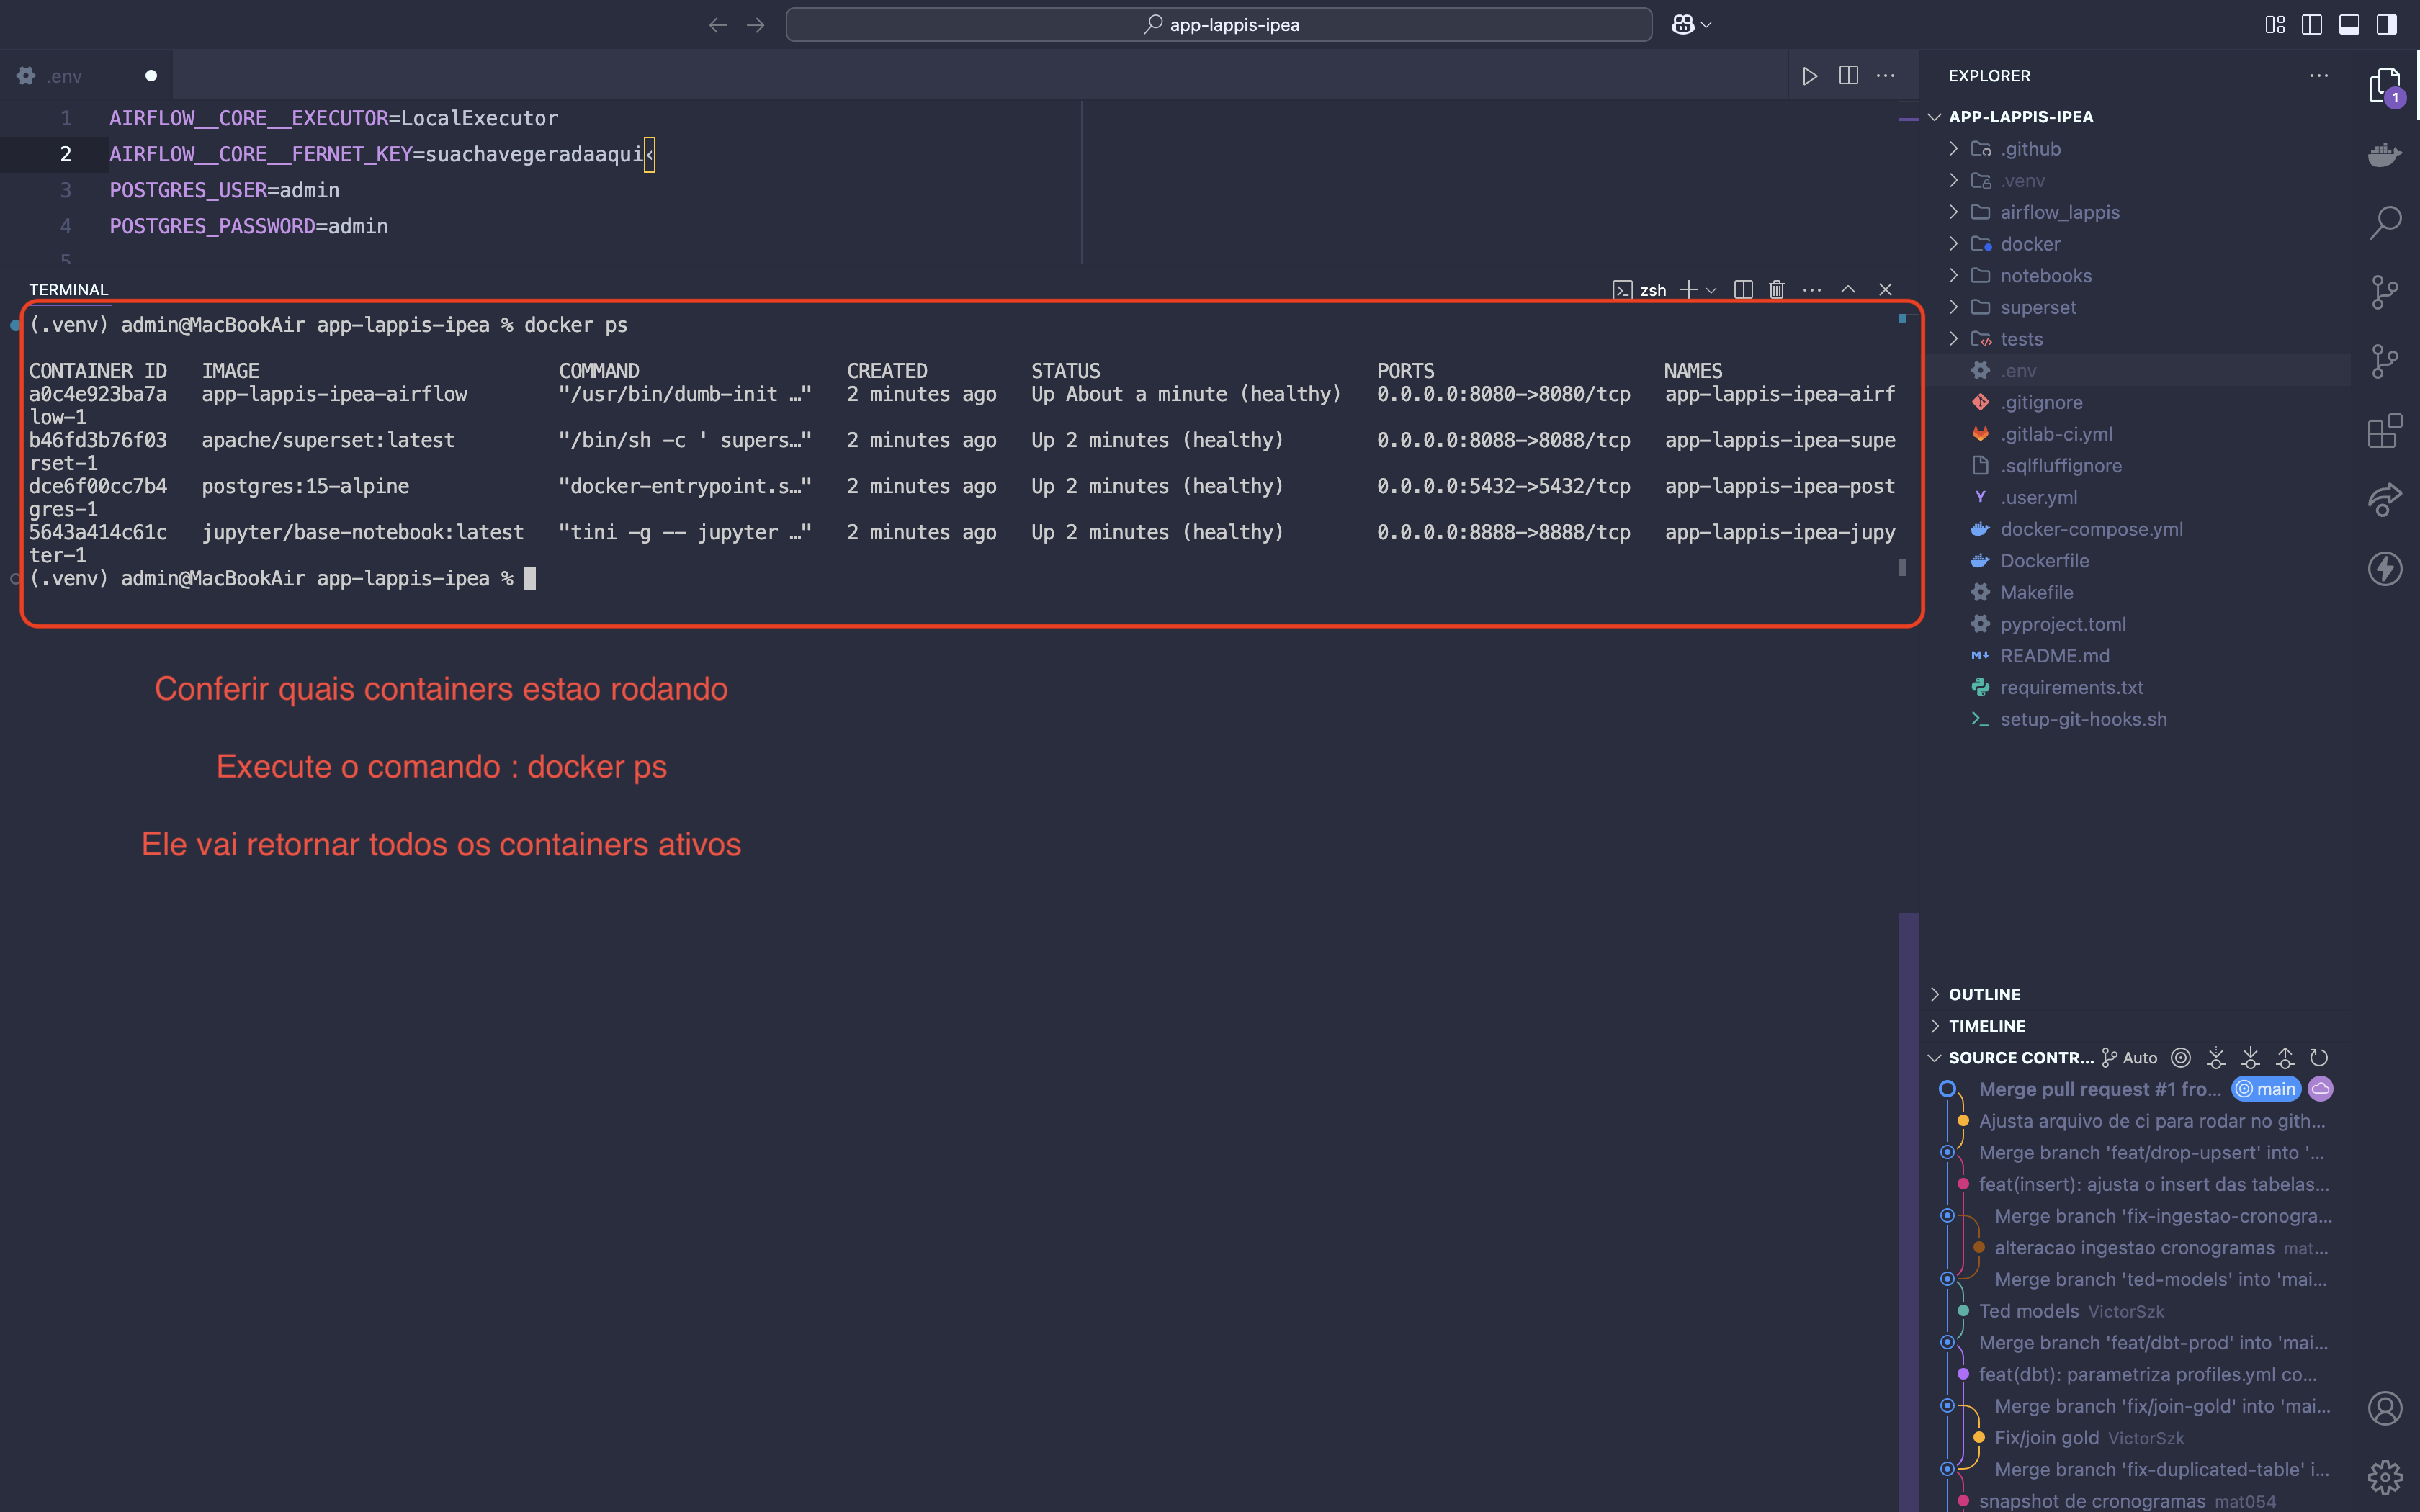 app-lappis-ipea
.env
1 AIRFLOW__CORE__EXECUTOR=LocalExecutor
2 AIRFLOW__CORE__FERNET_KEY=suachavegeradaaqui‹
3 POSTGRES_USER=admin
4 POSTGRES_PASSWORD=admin
5
TERMINAL
zsh
(.venv) admin@MacBookAir app-lappis-ipea % docker ps
CONTAINER ID   IMAGE   COMMAND   CREATED   STATUS   PORTS   NAMES
a0c4e923ba7a   app-lappis-ipea-airflow   "/usr/bin/dumb-init …"   2 minutes ago   Up About a minute (healthy)   0.0.0.0:8080->8080/tcp   app-lappis-ipea-airf
low-1
b46fd3b76f03   apache/superset:latest   "/bin/sh -c ' supers…"   2 minutes ago   Up 2 minutes (healthy)   0.0.0.0:8088->8088/tcp   app-lappis-ipea-supe
rset-1
dce6f00cc7b4   postgres:15-alpine   "docker-entrypoint.s…"   2 minutes ago   Up 2 minutes (healthy)   0.0.0.0:5432->5432/tcp   app-lappis-ipea-post
gres-1
5643a414c61c   jupyter/base-notebook:latest   "tini -g -- jupyter …"   2 minutes ago   Up 2 minutes (healthy)   0.0.0.0:8888->8888/tcp   app-lappis-ipea-jupy
ter-1
(.venv) admin@MacBookAir app-lappis-ipea %
Conferir quais containers estao rodando
Execute o comando : docker ps
Ele vai retornar todos os containers ativos
EXPLORER
APP-LAPPIS-IPEA
.github
.venv
airflow_lappis
docker
notebooks
superset
tests
.env
.gitignore
.gitlab-ci.yml
.sqlfluffignore
.user.yml
docker-compose.yml
Dockerfile
Makefile
pyproject.toml
README.md
requirements.txt
setup-git-hooks.sh
OUTLINE
TIMELINE
SOURCE CONTR... Auto
Merge pull request #1 fro... main
Ajusta arquivo de ci para rodar no gith...
Merge branch 'feat/drop-upsert' into '...
feat(insert): ajusta o insert das tabelas...
Merge branch 'fix-ingestao-cronogra...
alteracao ingestao cronogramas mat...
Merge branch 'ted-models' into 'mai...
Ted models VictorSzk
Merge branch 'feat/dbt-prod' into 'mai...
feat(dbt): parametriza profiles.yml co...
Merge branch 'fix/join-gold' into 'mai...
Fix/join gold VictorSzk
Merge branch 'fix-duplicated-table' i...
snapshot de cronogramas mat054
1